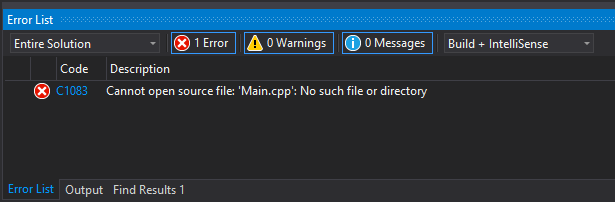 Error List
Entire Solution 1 Error 0 Warnings 0 Messages Build + IntelliSense
Code Description
C1083 Cannot open source file: 'Main.cpp': No such file or directory
Error List Output Find Results 1